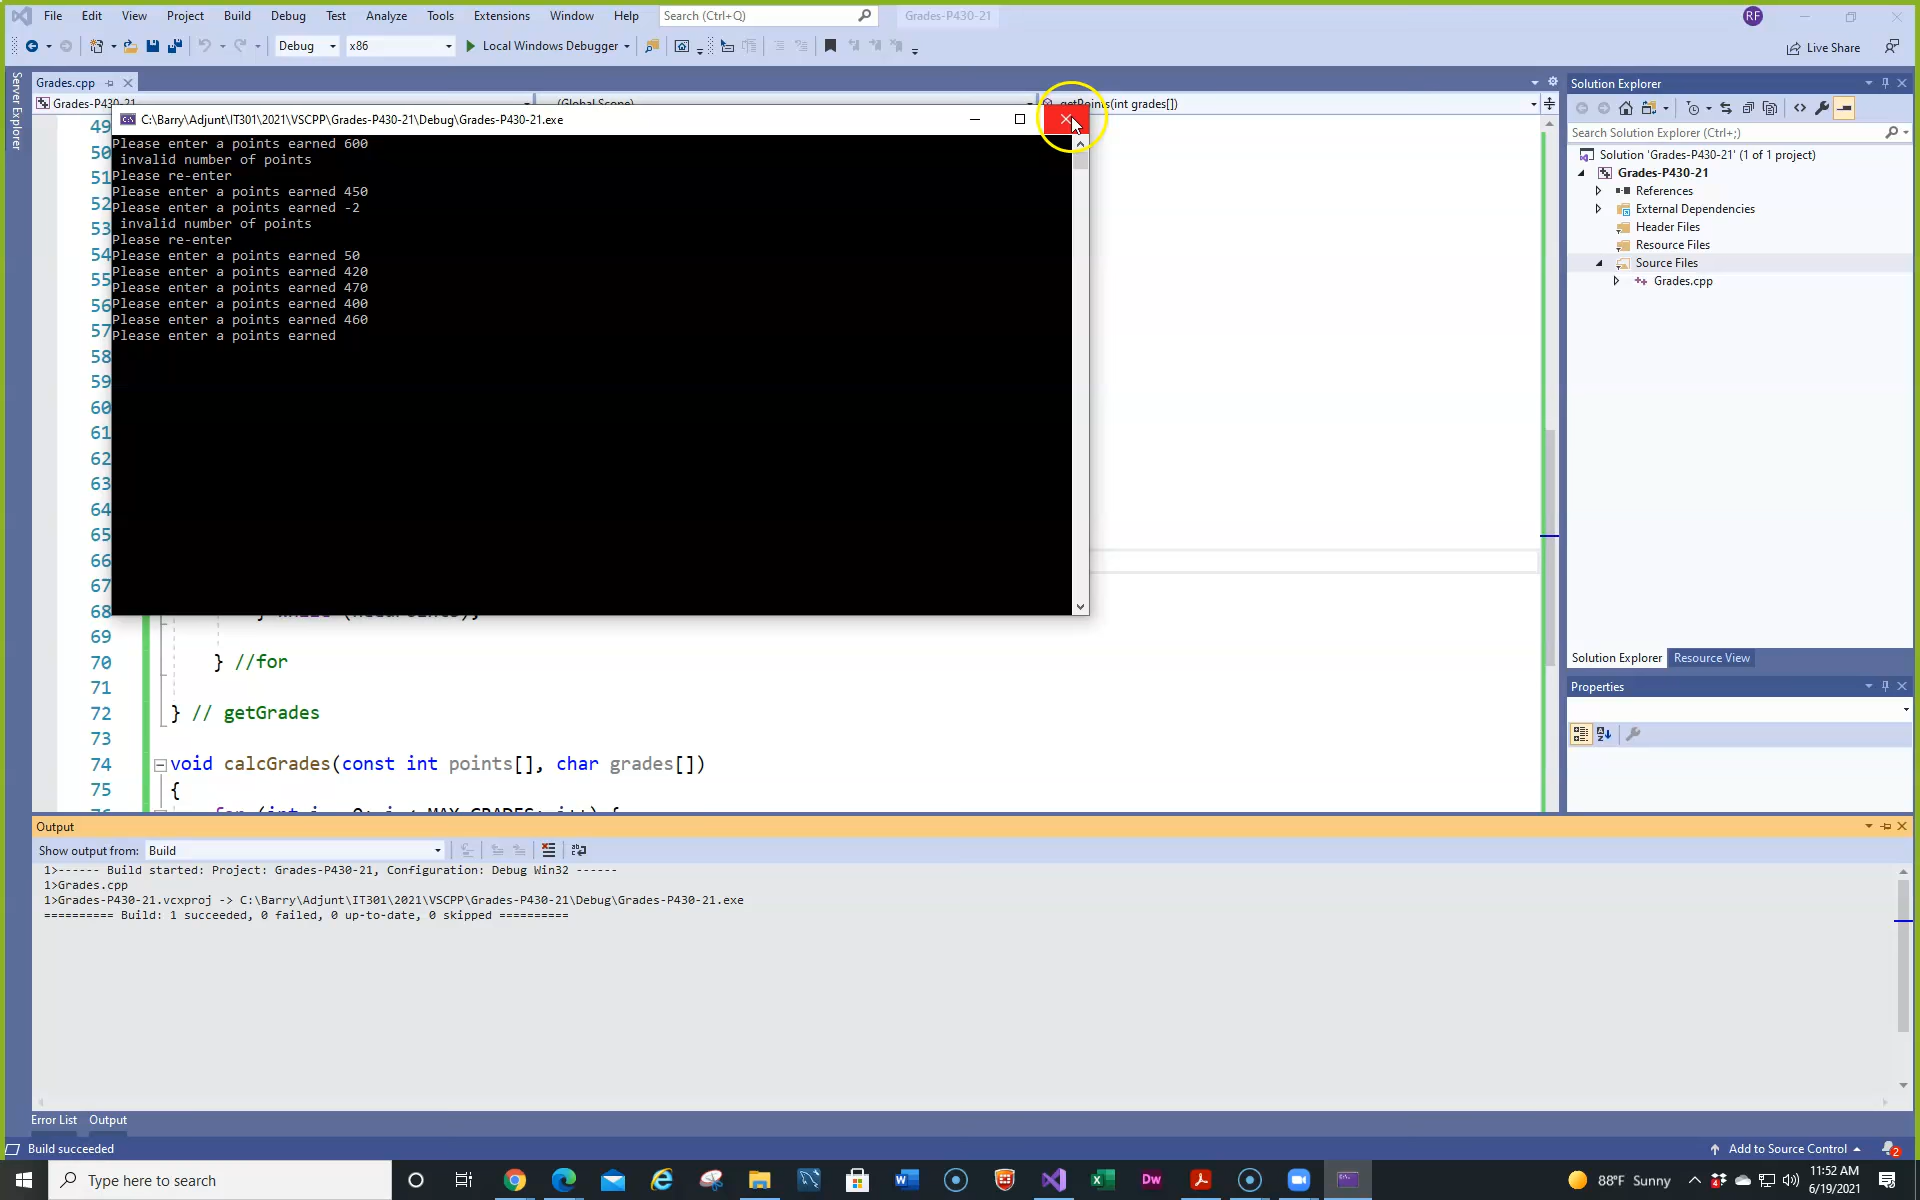 File Edit View Project Build Debug Test Analyze Tools Extensions Window Help Search (Ctrl+Q) Grades-P430-21 RF
Debug x86 Local Windows Debugger Live Share
Server Explorer
Grades.cpp
Grades-P430-21 (Global Scope) getPoints(int grades[])
C:\Barry\Adjunt\IT301\2021\VSCPP\Grades-P430-21\Debug\Grades-P430-21.exe
Please enter a points earned 600
invalid number of points
Please re-enter
Please enter a points earned 450
Please enter a points earned -2
invalid number of points
Please re-enter
Please enter a points earned 50
Please enter a points earned 420
Please enter a points earned 470
Please enter a points earned 400
Please enter a points earned 460
Please enter a points earned
49
50
51
52
53
54
55
56
57
58
59
60
61
62
63
64
65
66
67
68
69
70 } //for
71
72 } // getGrades
73
74 void calcGrades(const int points[], char grades[])
75 {
Solution Explorer
Search Solution Explorer (Ctrl+;)
Solution 'Grades-P430-21' (1 of 1 project)
Grades-P430-21
References
External Dependencies
Header Files
Resource Files
Source Files
Grades.cpp
Solution Explorer Resource View
Properties
Output
Show output from: Build
1>------ Build started: Project: Grades-P430-21, Configuration: Debug Win32 ------
1>Grades.cpp
1>Grades-P430-21.vcxproj -> C:\Barry\Adjunt\IT301\2021\VSCPP\Grades-P430-21\Debug\Grades-P430-21.exe
========== Build: 1 succeeded, 0 failed, 0 up-to-date, 0 skipped ==========
Error List Output
Build succeeded Add to Source Control 2
Type here to search 88°F Sunny 11:52 AM
6/19/2021